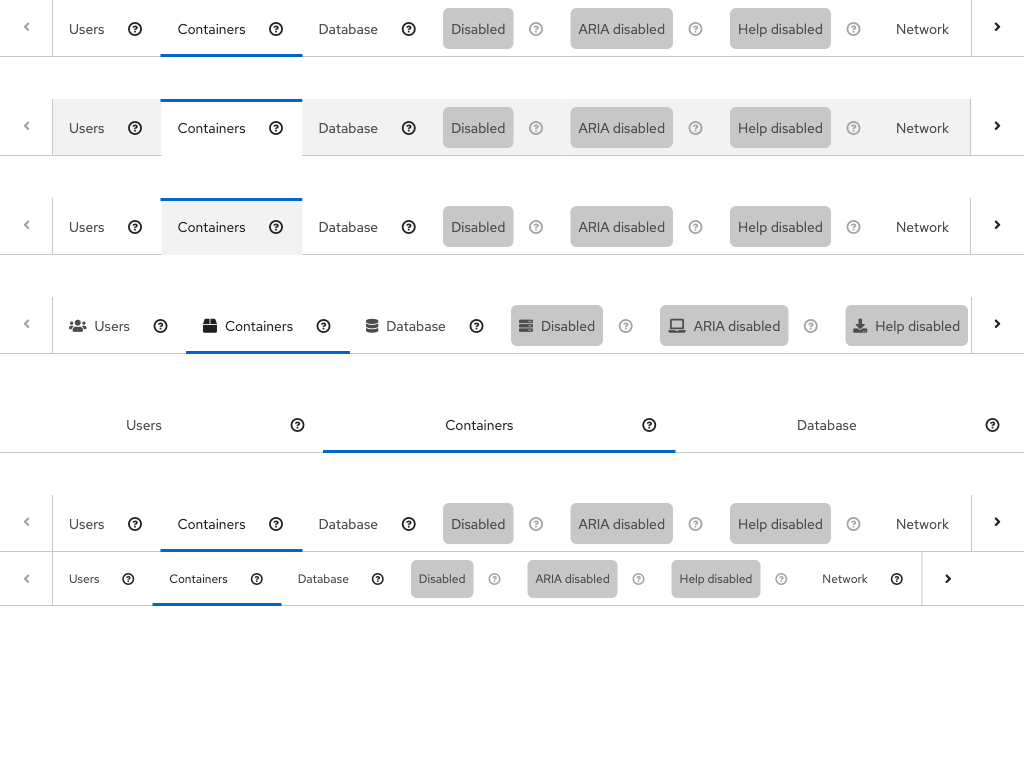 Users Containers Database Disabled ARIA disabled Help disabled Network
Users Containers Database Disabled ARIA disabled Help disabled Network
Users Containers Database Disabled ARIA disabled Help disabled Network
Users Containers Database Disabled ARIA disabled Help disabled
Users Containers Database
Users Containers Database Disabled ARIA disabled Help disabled Network
Users Containers Database Disabled ARIA disabled Help disabled Network